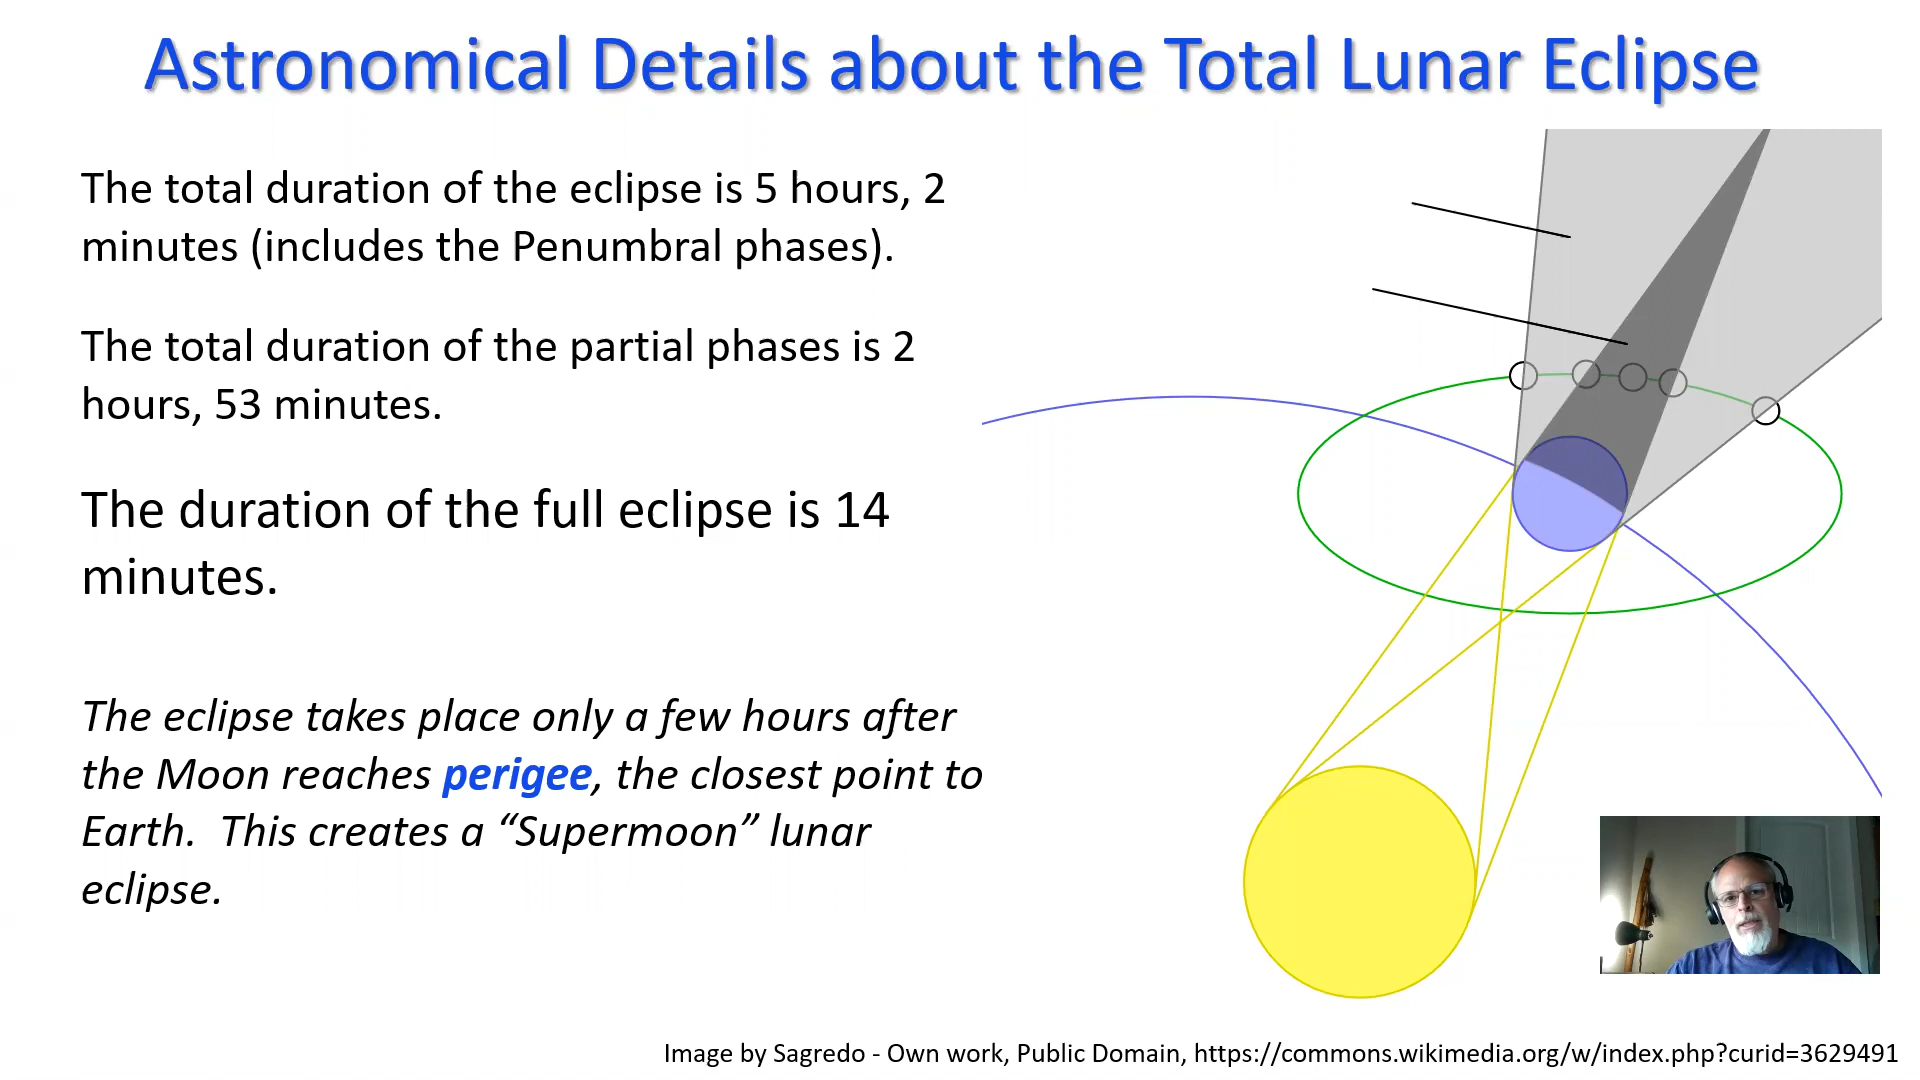 Astronomical Details about the Total Lunar Eclipse
The total duration of the eclipse is 5 hours, 2
minutes (includes the Penumbral phases).
The total duration of the partial phases is 2
hours, 53 minutes.
The duration of the full eclipse is 14
minutes.
The eclipse takes place only a few hours after
the Moon reaches perigee, the closest point to
Earth.  This creates a “Supermoon” lunar
eclipse.
Image by Sagredo - Own work, Public Domain, https://commons.wikimedia.org/w/index.php?curid=3629491